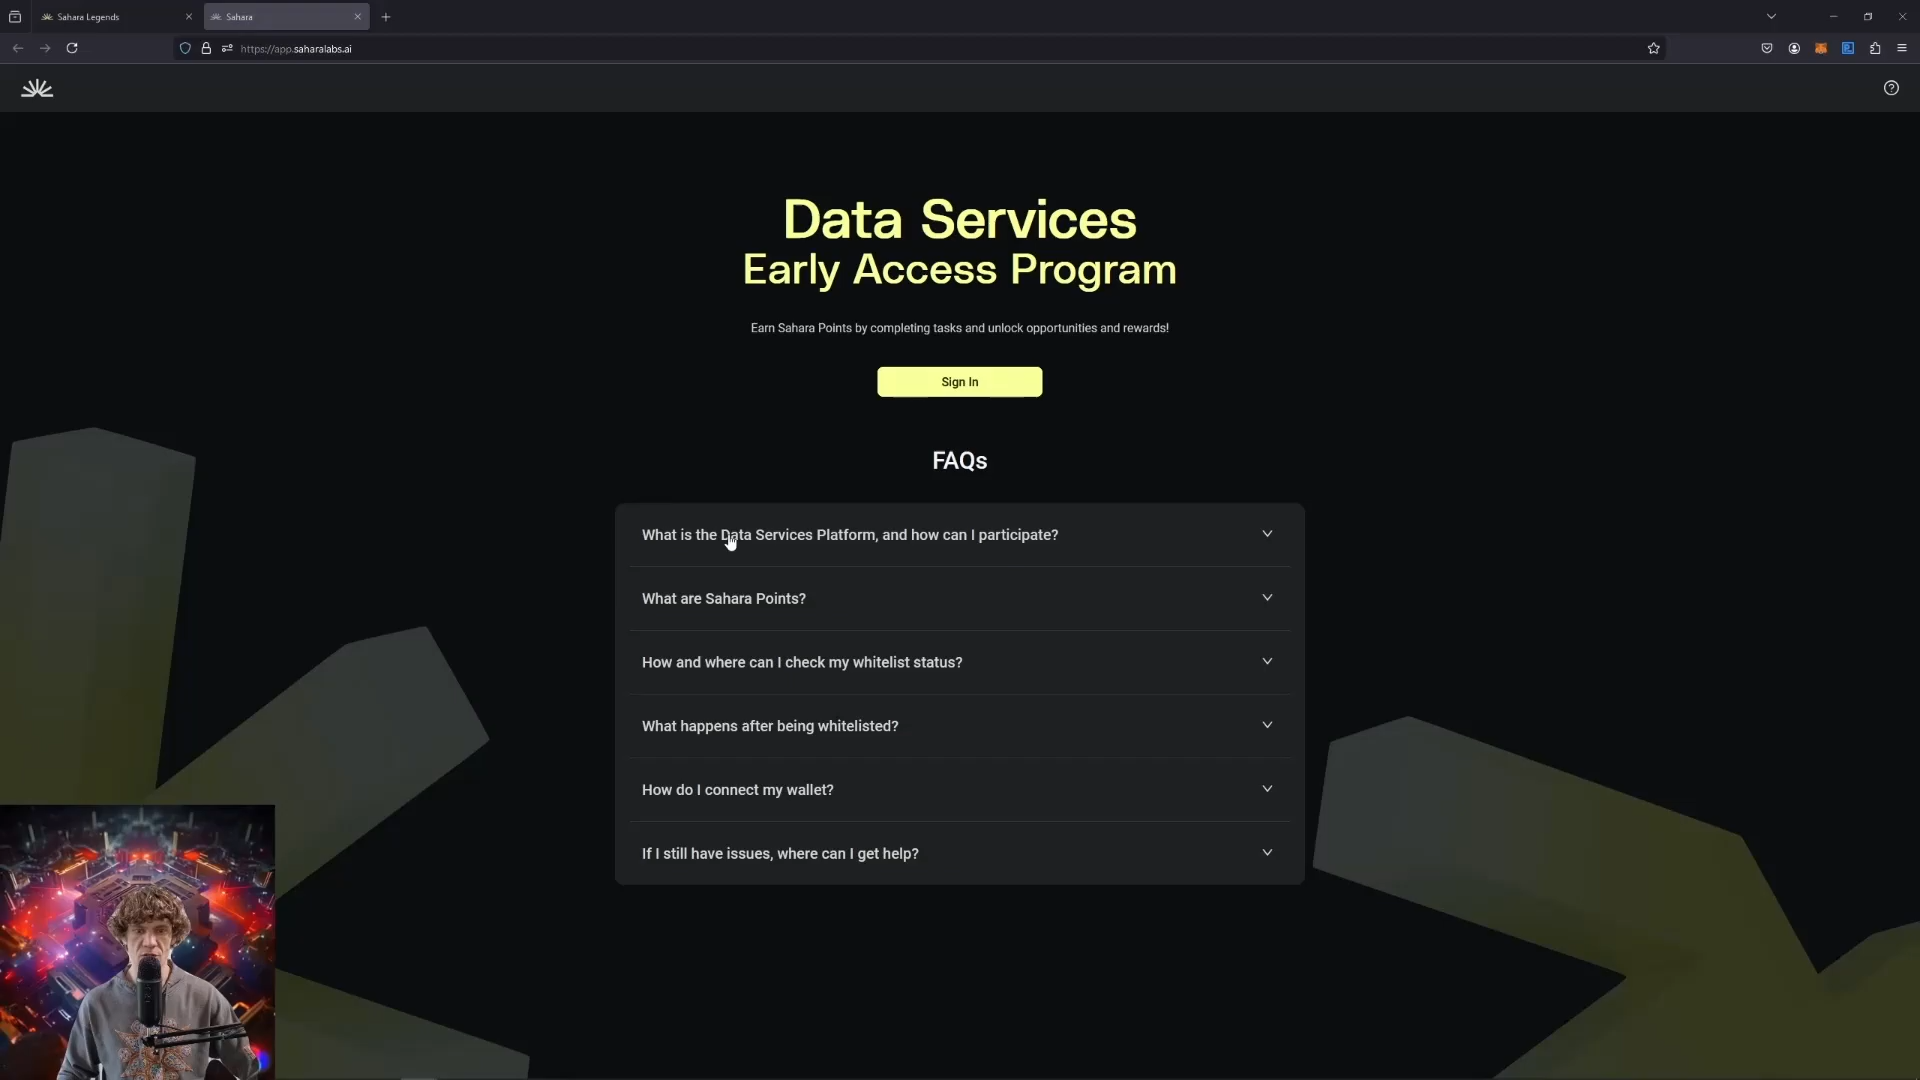 Sahara Legends
Sahara
https://app.saharalabs.ai
Data Services
Early Access Program
Earn Sahara Points by completing tasks and unlock opportunities and rewards!
Sign In
FAQs
What is the Data Services Platform, and how can I participate?
What are Sahara Points?
How and where can I check my whitelist status?
What happens after being whitelisted?
How do I connect my wallet?
If I still have issues, where can I get help?